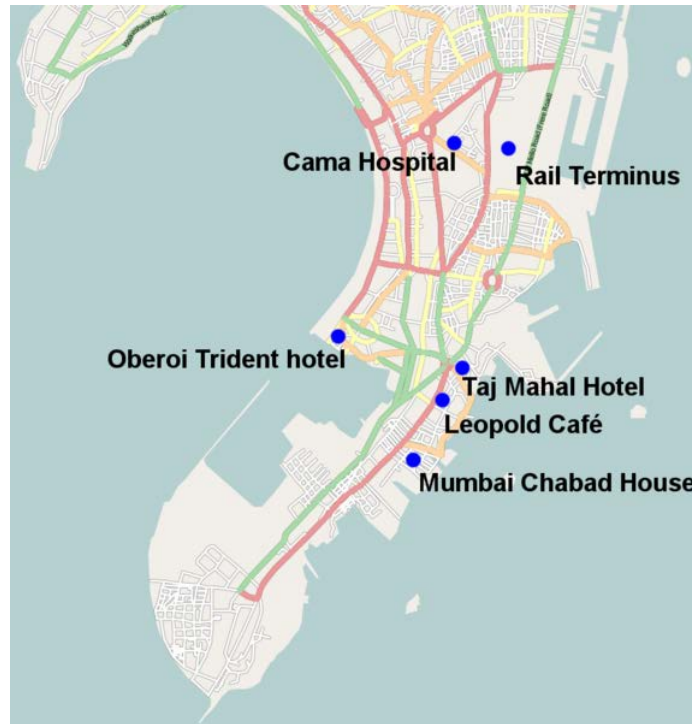 Cama Hospital
Rail Terminus
Oberoi Trident hotel
Taj Mahal Hotel
Leopold Café
Mumbai Chabad House